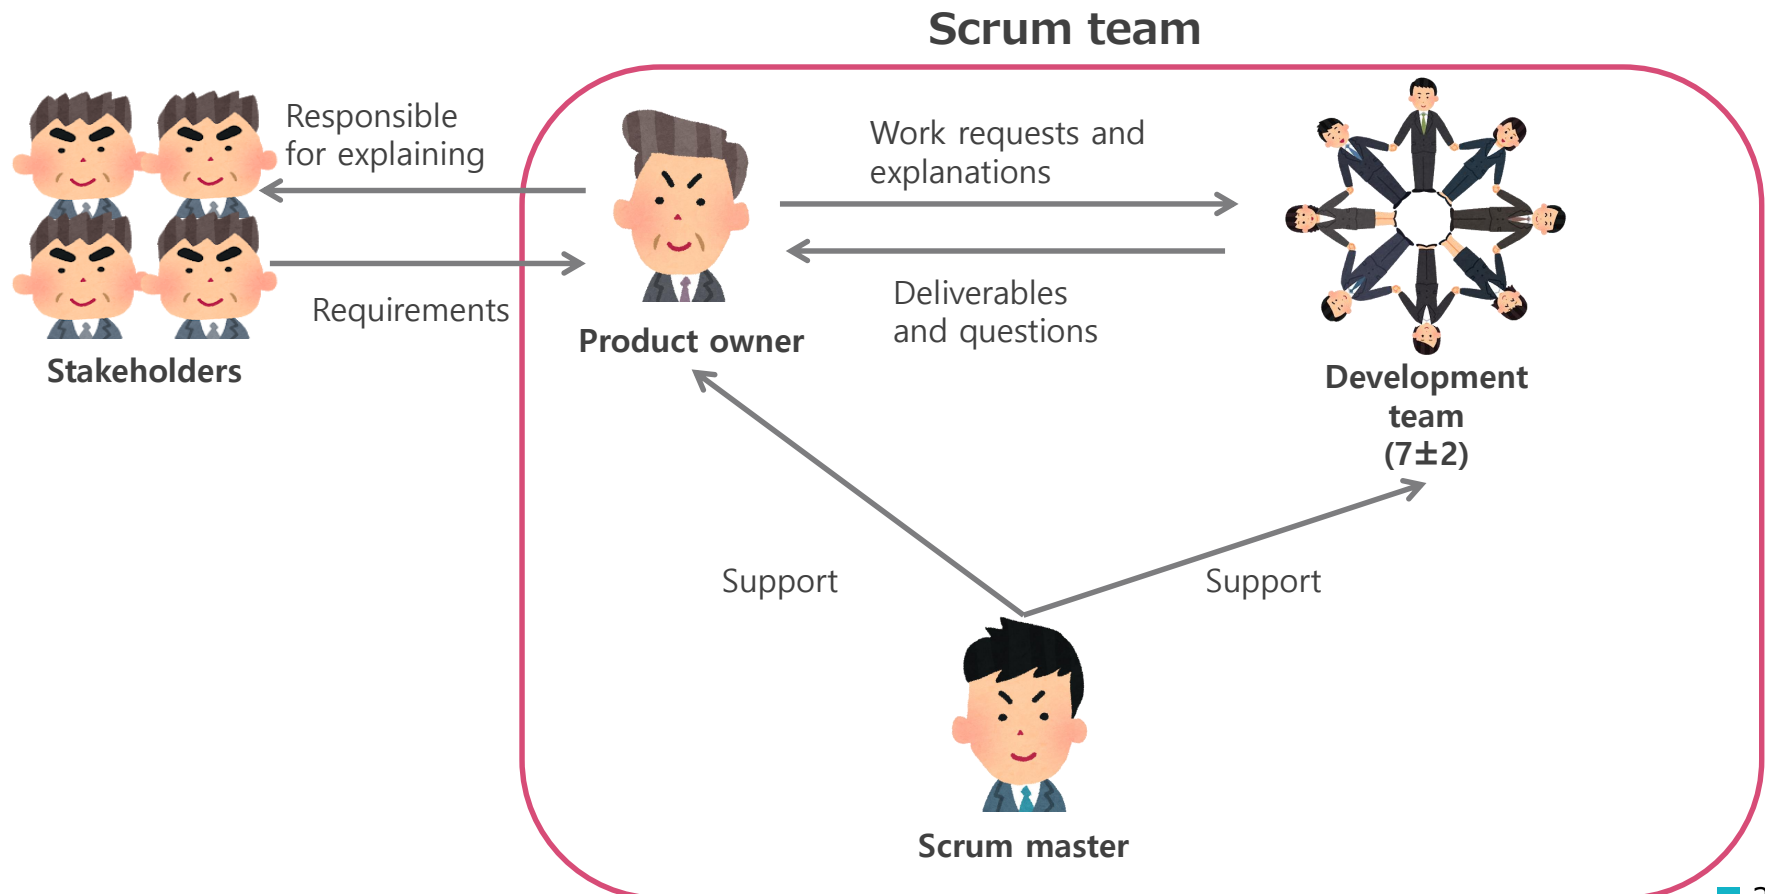 Scrum team
Responsible
for explaining
Requirements
Stakeholders
Work requests and
explanations
Deliverables
and questions
Product owner
Development
team
(7±2)
Support
Support
Scrum master